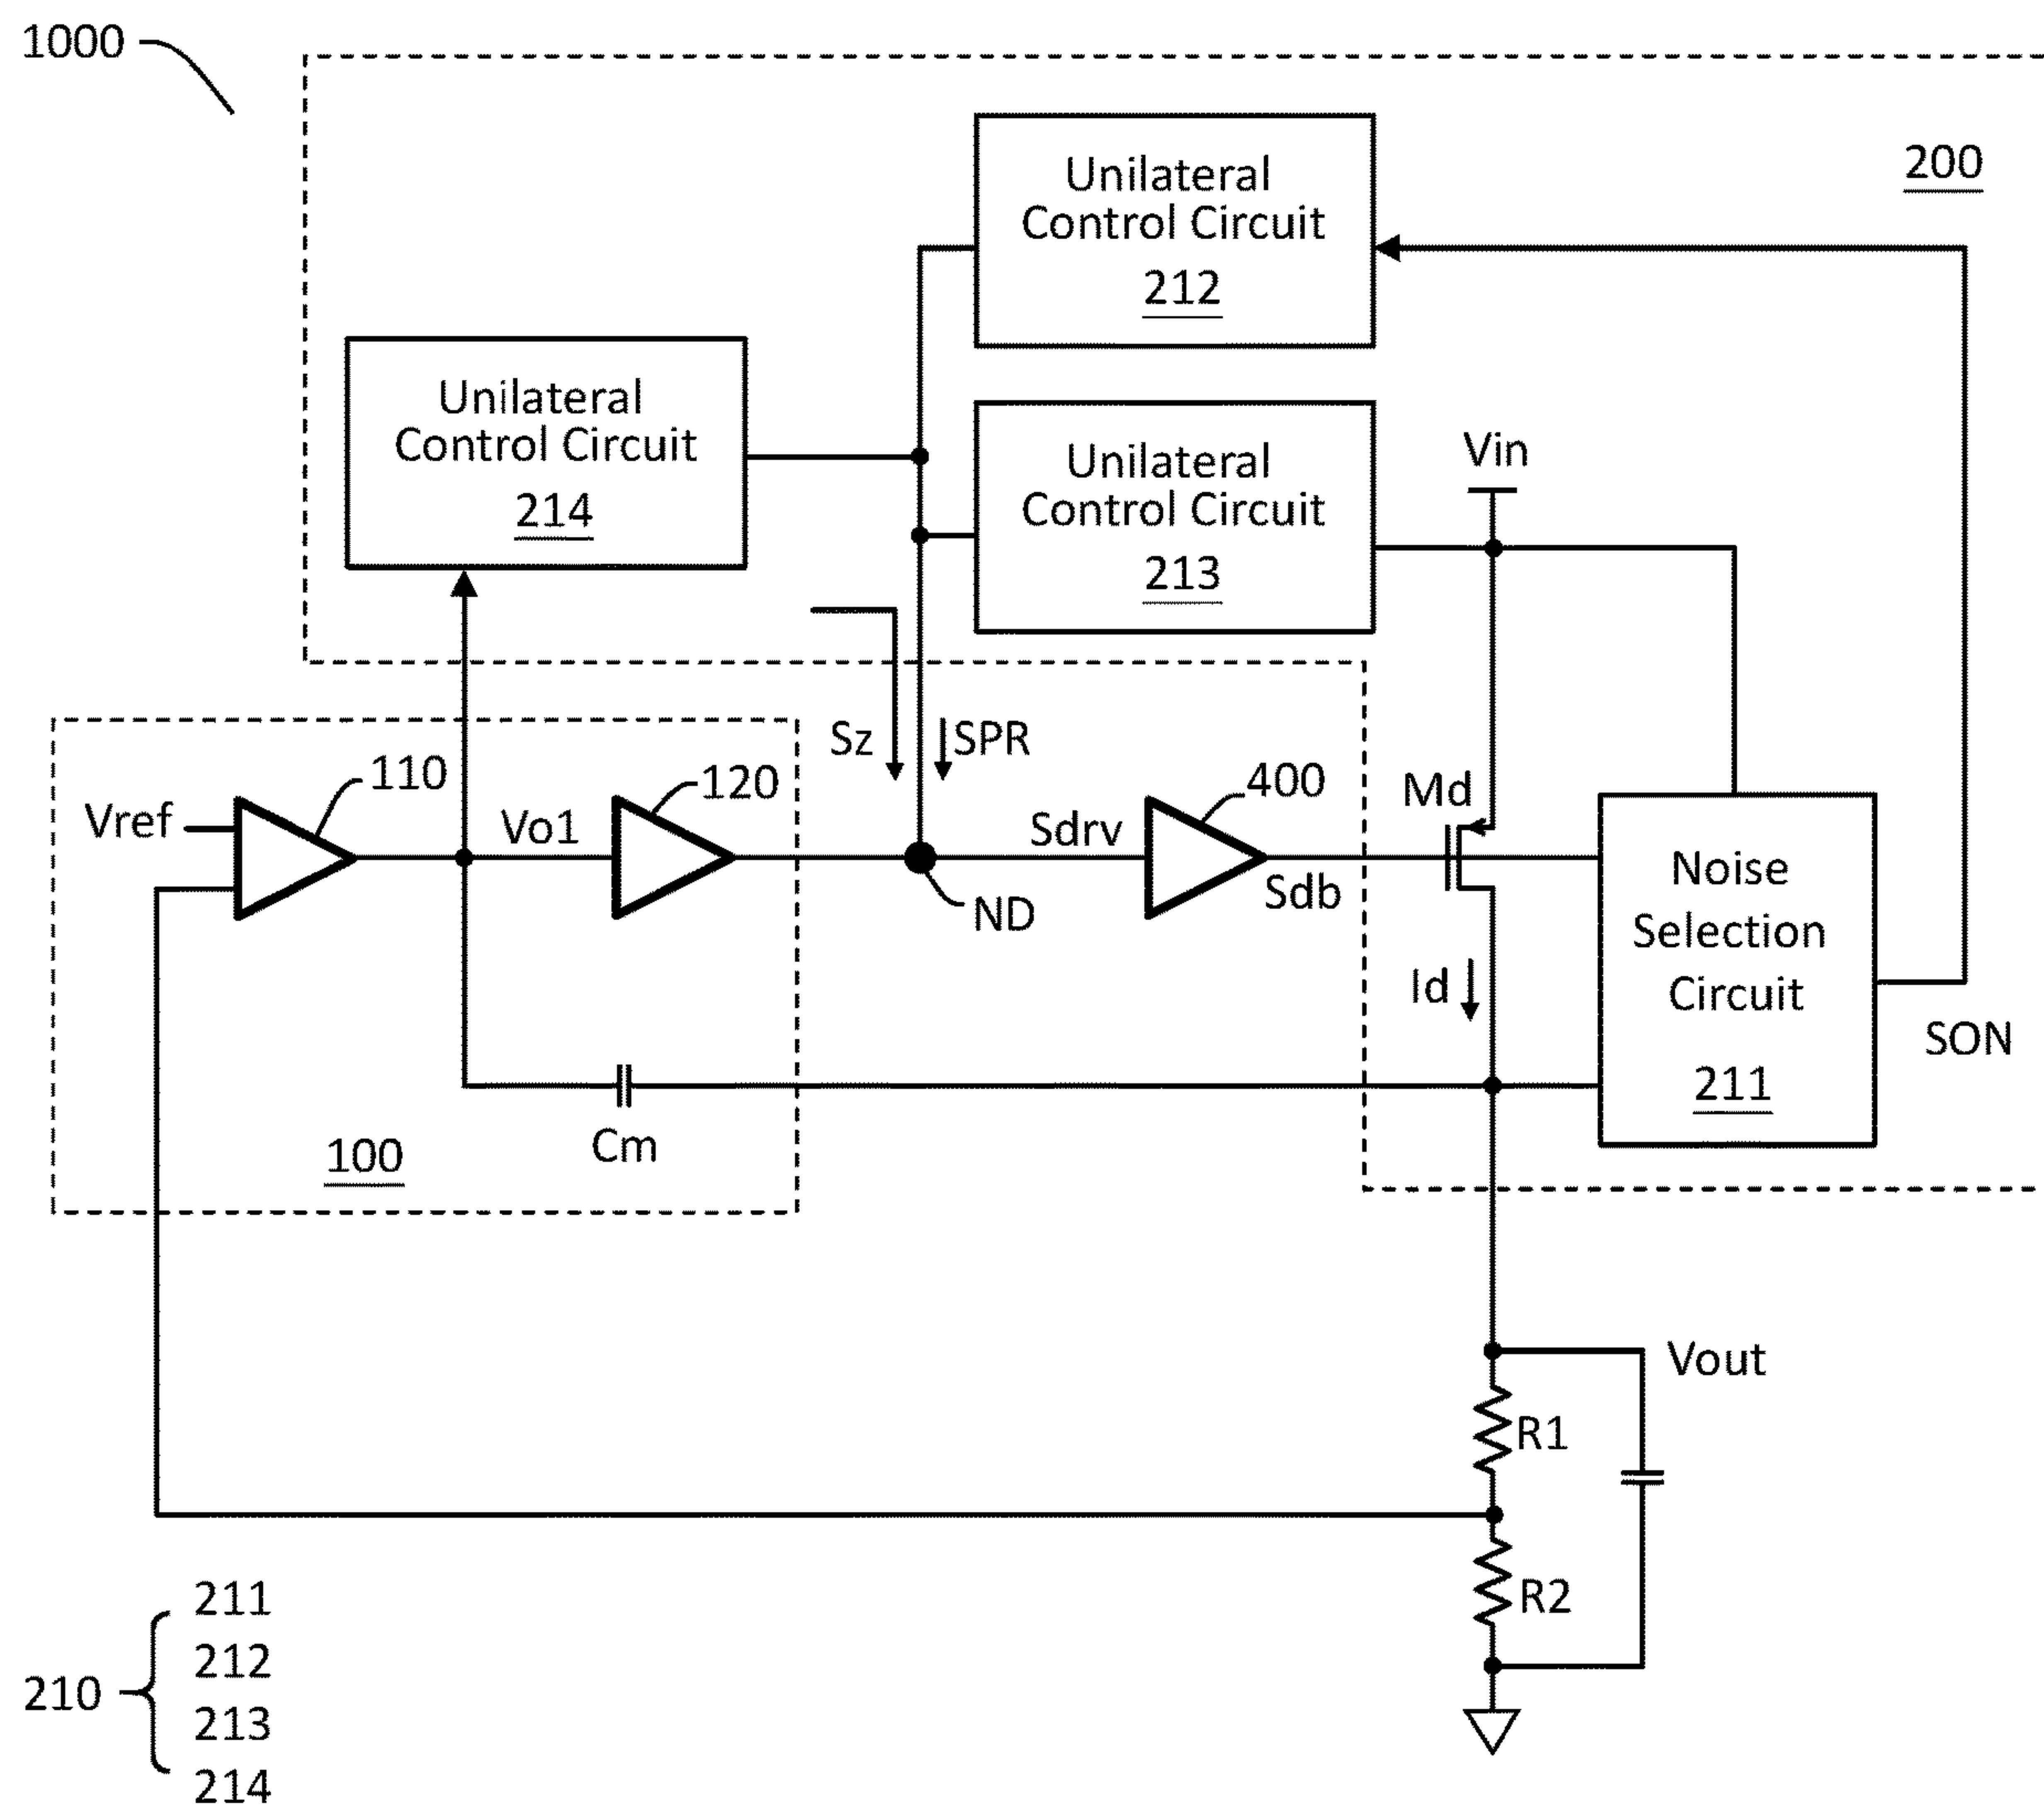 1000
200
Unilateral
Control Circuit
212
Unilateral
Control Circuit
214
Unilateral
Control Circuit
213
Vin
Sz
SPR
110
120
400
Md
Vref
Vo1
Sdrv
Sdb
ND
Noise
Selection
Circuit
211
Id
SON
Cm
100
Vout
R1
R2
210
211
212
213
214